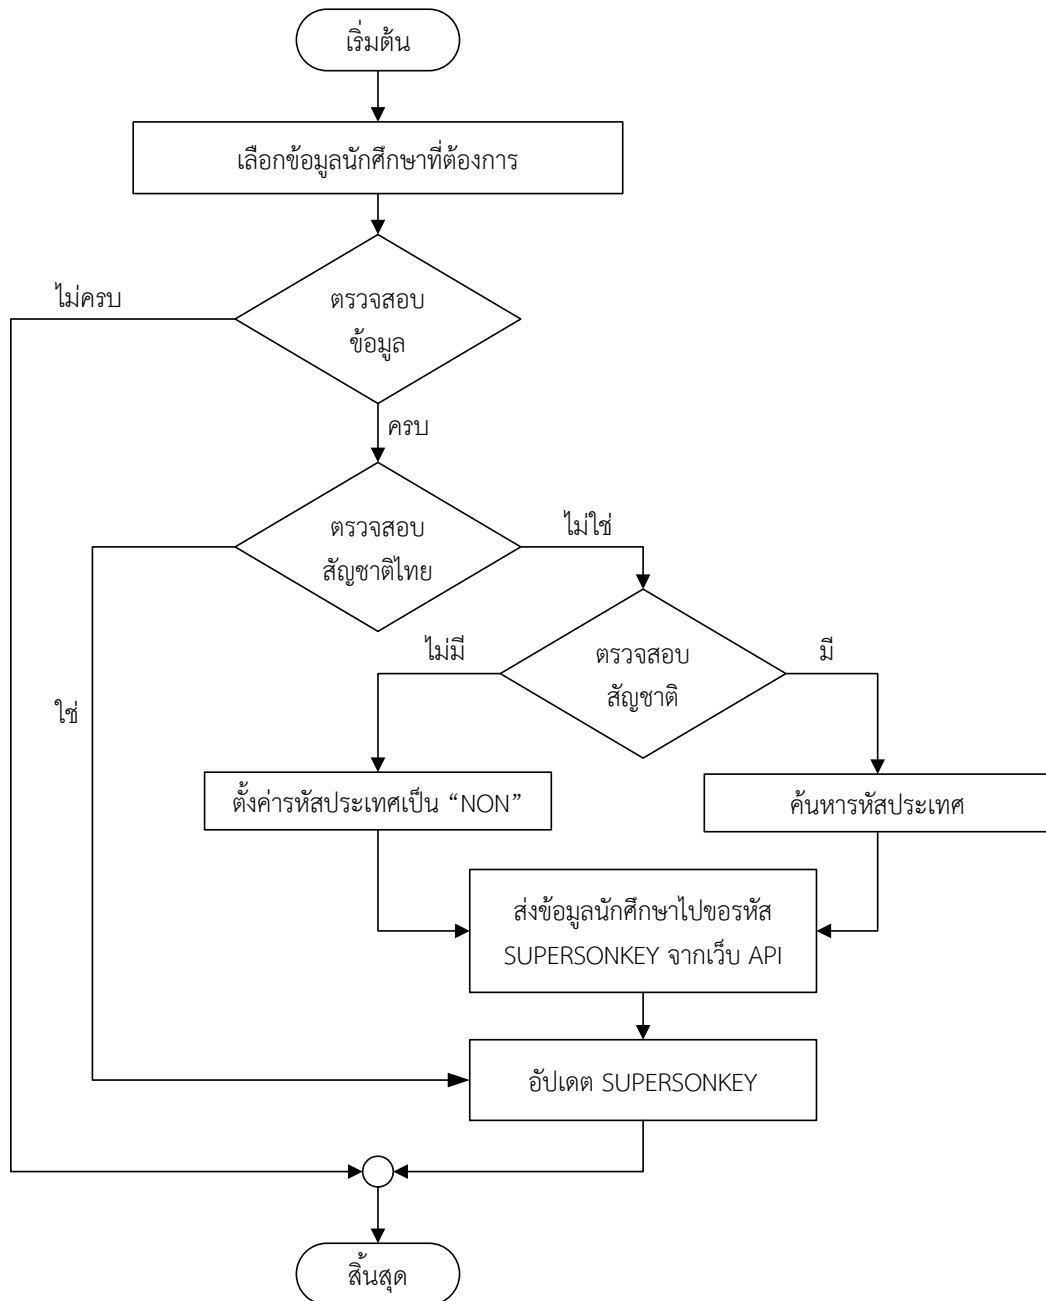 เริ่มต้น
เลือกข้อมูลนักศึกษาที่ต้องการ
ไม่ครบ
ตรวจสอบ
ข้อมูล
ครบ
ตรวจสอบ
สัญชาติไทย
ไม่ใช่
ใช่
ไม่มี
ตรวจสอบ
สัญชาติ
มี
ตั้งค่ารหัสประเทศเป็น “NON”
ค้นหารหัสประเทศ
ส่งข้อมูลนักศึกษาไปขอรหัส
SUPERSONKEY จากเว็บ API
อัปเดต SUPERSONKEY
สิ้นสุด